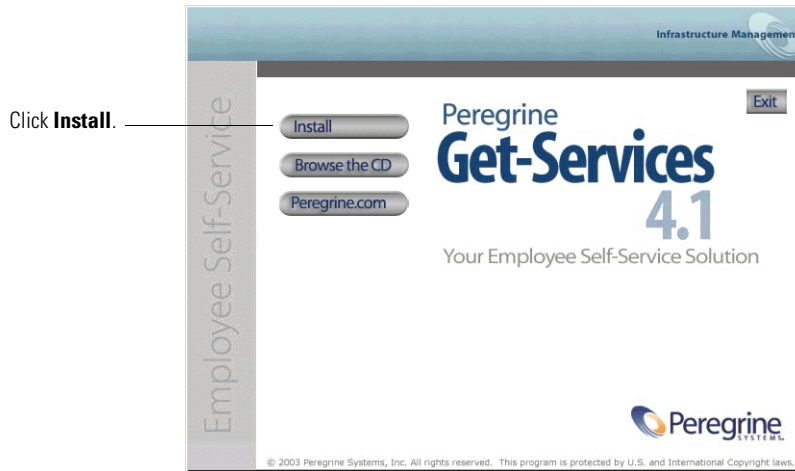 Infrastructure Managemen
Employee Self-Service
Click Install.
Install
Browse the CD
Peregrine.com
Exit
Peregrine
Get-Services
4.1
Your Employee Self-Service Solution
Peregrine
SYSTEMS
© 2003 Peregrine Systems, Inc. All rights reserved. This program is protected by U.S. and International Copyright laws.